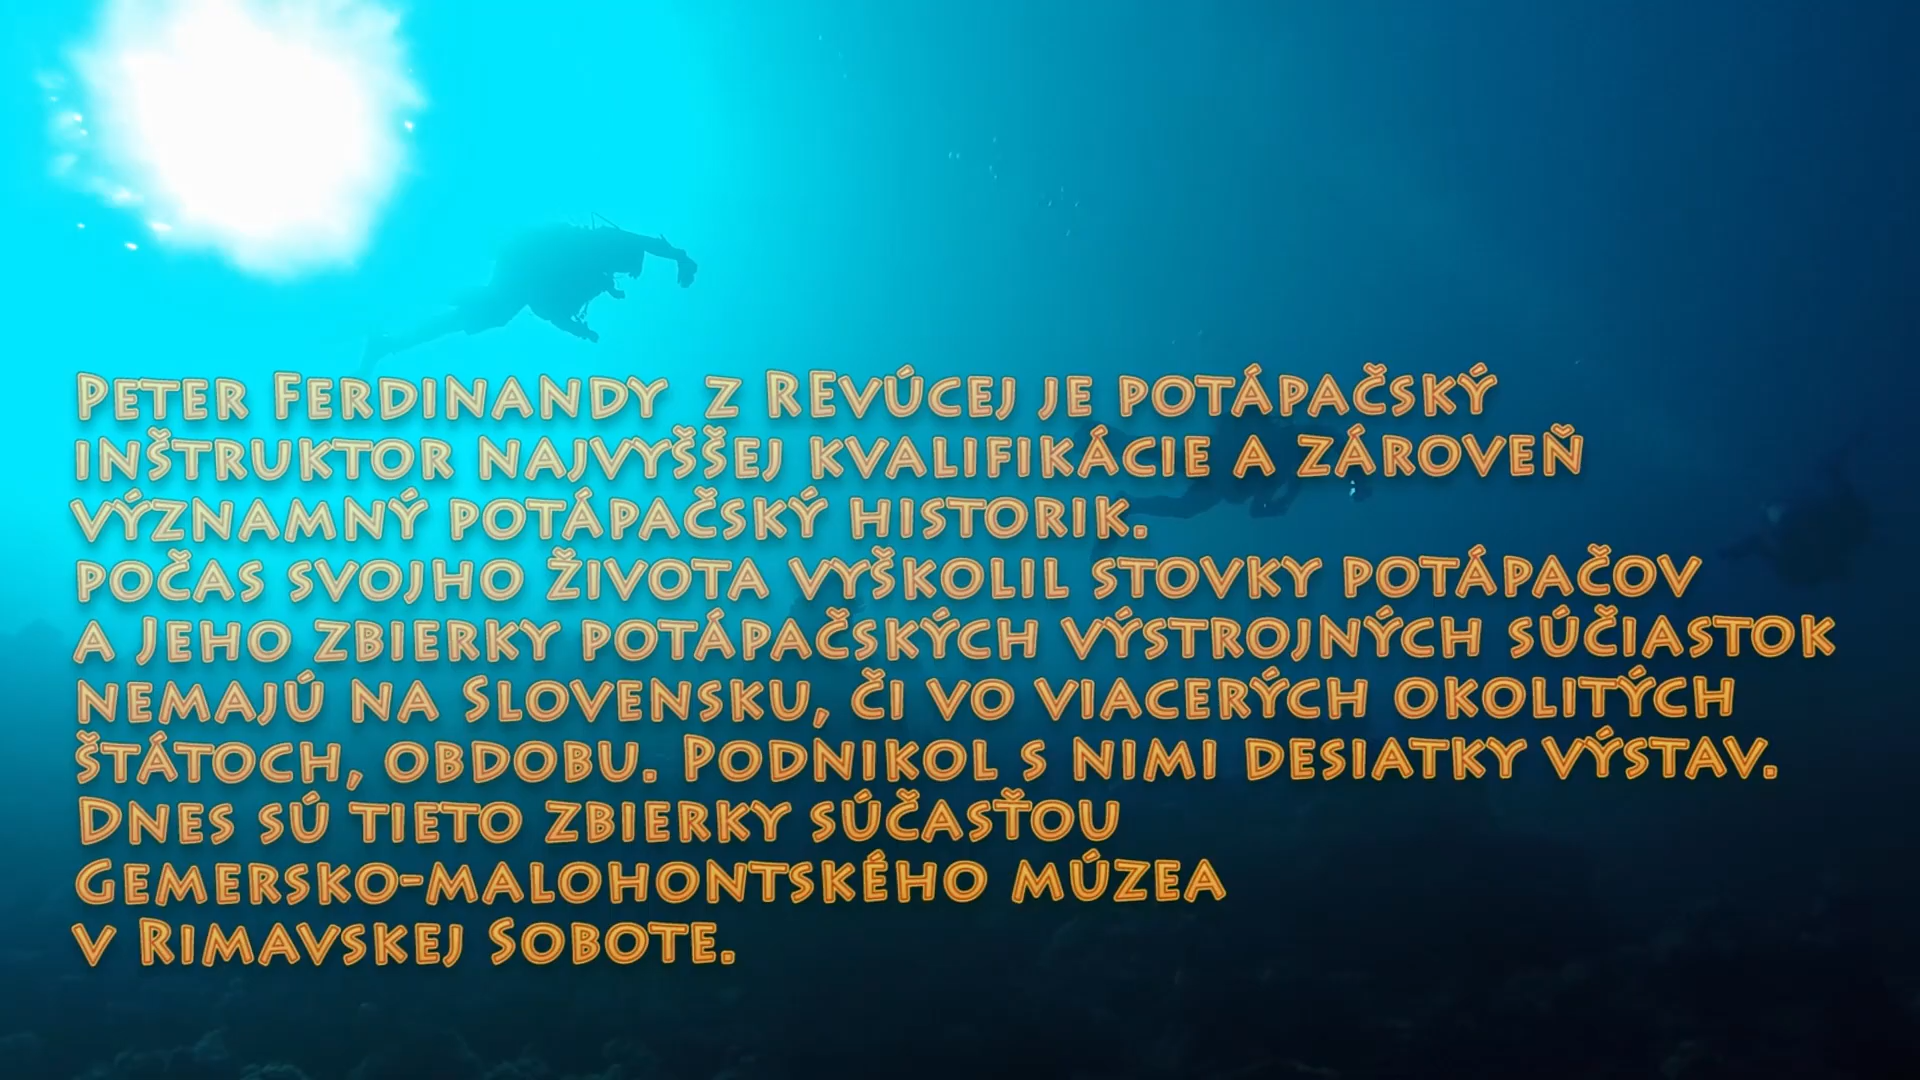 Peter Ferdinandy z REvúcej je potápačský
inštruktor najvyššej kvalifikácie a zároveň
významný potápačský historik.
počas svojho života vyškolil stovky potápačov
a Jeho zbierky potápačských výstrojných súčiastok
nemajú na Slovensku, či vo viacerých okolitých
štátoch, obdobu. Podnikol s nimi desiatky výstav.
Dnes sú tieto zbierky súčasťou
Gemersko-malohontského múzea
v Rimavskej Sobote.